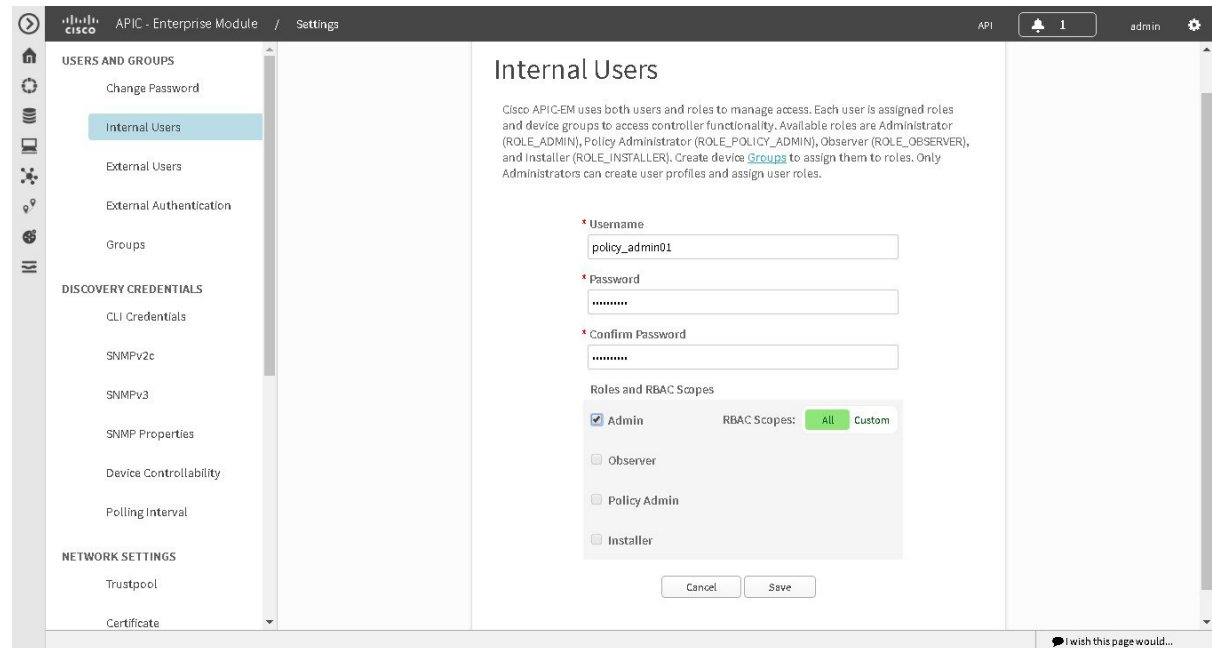 cisco APIC - Enterprise Module / Settings
API 1 admin
USERS AND GROUPS
Change Password
Internal Users
External Users
External Authentication
Groups
DISCOVERY CREDENTIALS
CLI Credentials
SNMPv2c
SNMPv3
SNMP Properties
Device Controllability
Polling Interval
NETWORK SETTINGS
Trustpool
Certificate
Internal Users
Cisco APIC-EM uses both users and roles to manage access. Each user is assigned roles
and device groups to access controller functionality. Available roles are Administrator
(ROLE_ADMIN), Policy Administrator (ROLE_POLICY_ADMIN), Observer (ROLE_OBSERVER),
and Installer (ROLE_INSTALLER). Create device Groups to assign them to roles. Only
Administrators can create user profiles and assign user roles.
* Username
policy_admin01
* Password
••••••••••
* Confirm Password
••••••••••
Roles and RBAC Scopes
Admin RBAC Scopes: All Custom
Observer
Policy Admin
Installer
Cancel Save
I wish this page would...